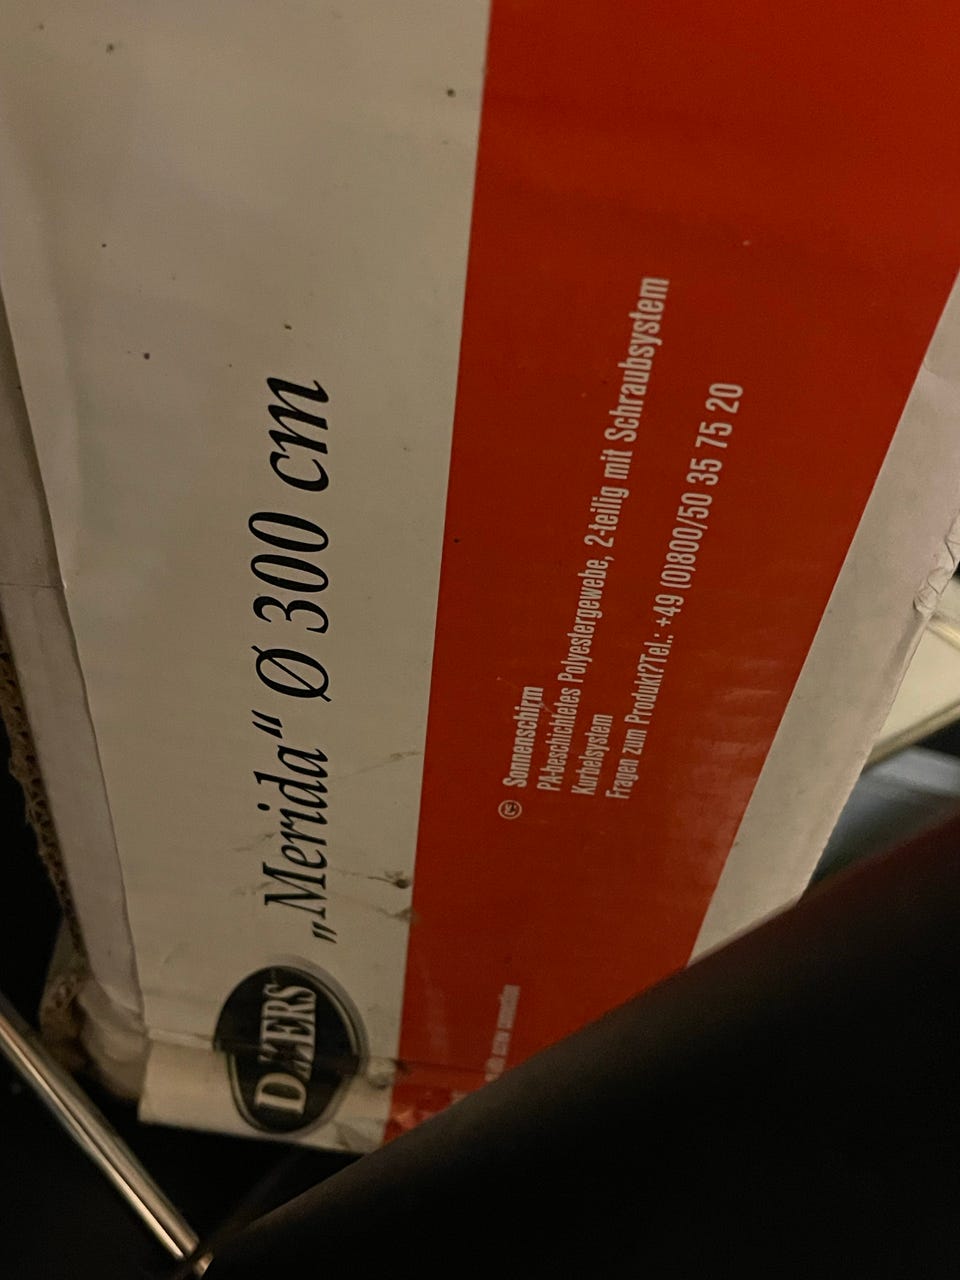 „Merida“ Ø 300 cm
Sonnenschirm
PA-beschichtetes Polyestergewebe, 2-teilig mit Schraubsystem
Kurbelsystem
Fragen zum Produkt?Tel.: +49 (0)800/50 35 75 20